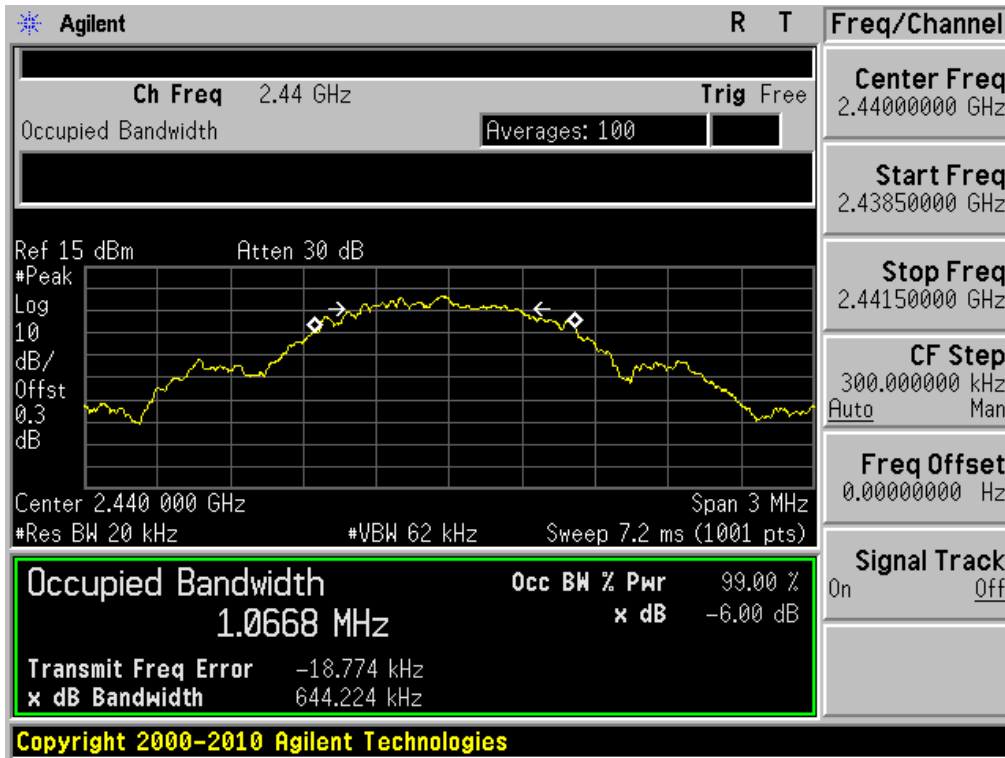 Agilent R T
Ch Freq 2.44 GHz Trig Free
Occupied Bandwidth Averages: 100
Ref 15 dBm Atten 30 dB
#Peak
Log
10
dB/
Offst
0.3
dB
Center 2.440 000 GHz Span 3 MHz
#Res BW 20 kHz #VBW 62 kHz Sweep 7.2 ms (1001 pts)
Occupied Bandwidth
1.0668 MHz
Occ BW % Pwr 99.00 %
x dB -6.00 dB
Transmit Freq Error -18.774 kHz
x dB Bandwidth 644.224 kHz
Copyright 2000-2010 Agilent Technologies
Freq/Channel
Center Freq
2.44000000 GHz
Start Freq
2.43850000 GHz
Stop Freq
2.44150000 GHz
CF Step
300.000000 kHz
Auto Man
Freq Offset
0.00000000 Hz
Signal Track
On Off